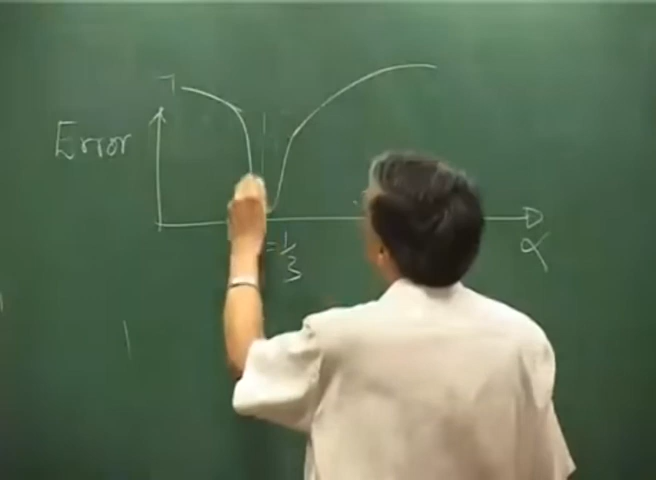 Error
= 1/3
α